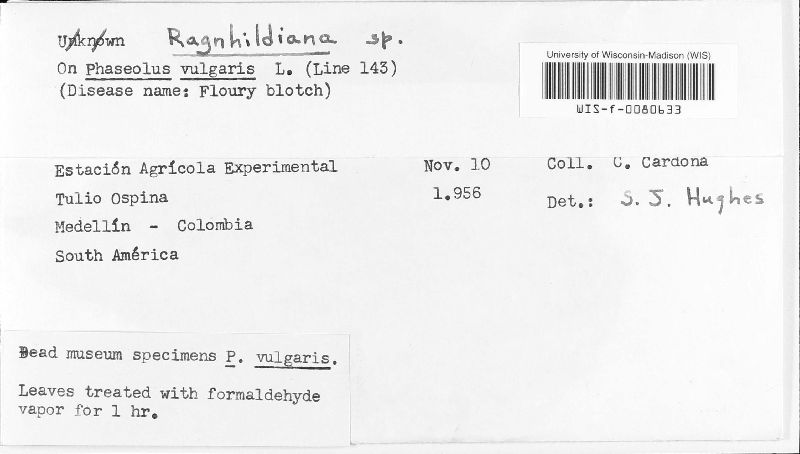 Unknown Ragnhildiana sp.
On Phaseolus vulgaris L. (Line 143)
(Disease name: Floury blotch)
University of Wisconsin-Madison (WIS)
WIS-f-0080633
Estación Agrícola Experimental
Tulio Ospina
Medellín - Colombia
South América
Nov. 10
1.956
Coll. C. Cardona
Det.: S. J. Hughes
Dead museum specimens P. vulgaris.
Leaves treated with formaldehyde
vapor for 1 hr.